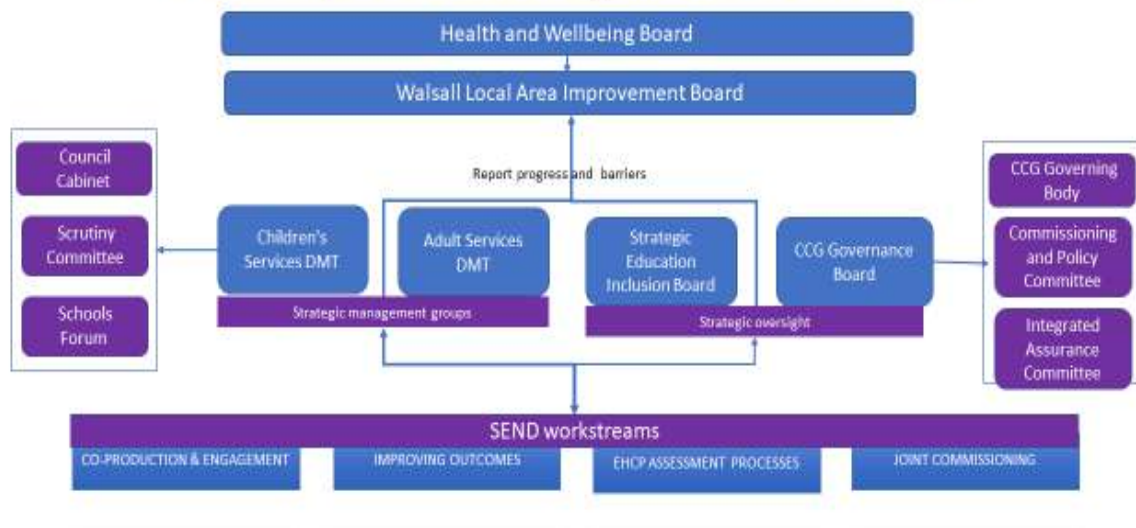 Health and Wellbeing Board
Walsall Local Area Improvement Board
Report progress and barriers
Council
Cabinet
Scrutiny
Committee
Schools
Forum
Children's
Services DMT
Adult Services
DMT
Strategic management groups
Strategic
Education
Inclusion Board
CCG Governance
Board
Strategic oversight
CCG Governing
Body
Commissioning
and Policy
Committee
Integrated
Assurance
Committee
SEND workstreams
CO-PRODUCTION & ENGAGEMENT
IMPROVING OUTCOMES
EHCP ASSESSMENT PROCESSES
JOINT COMMISSIONING